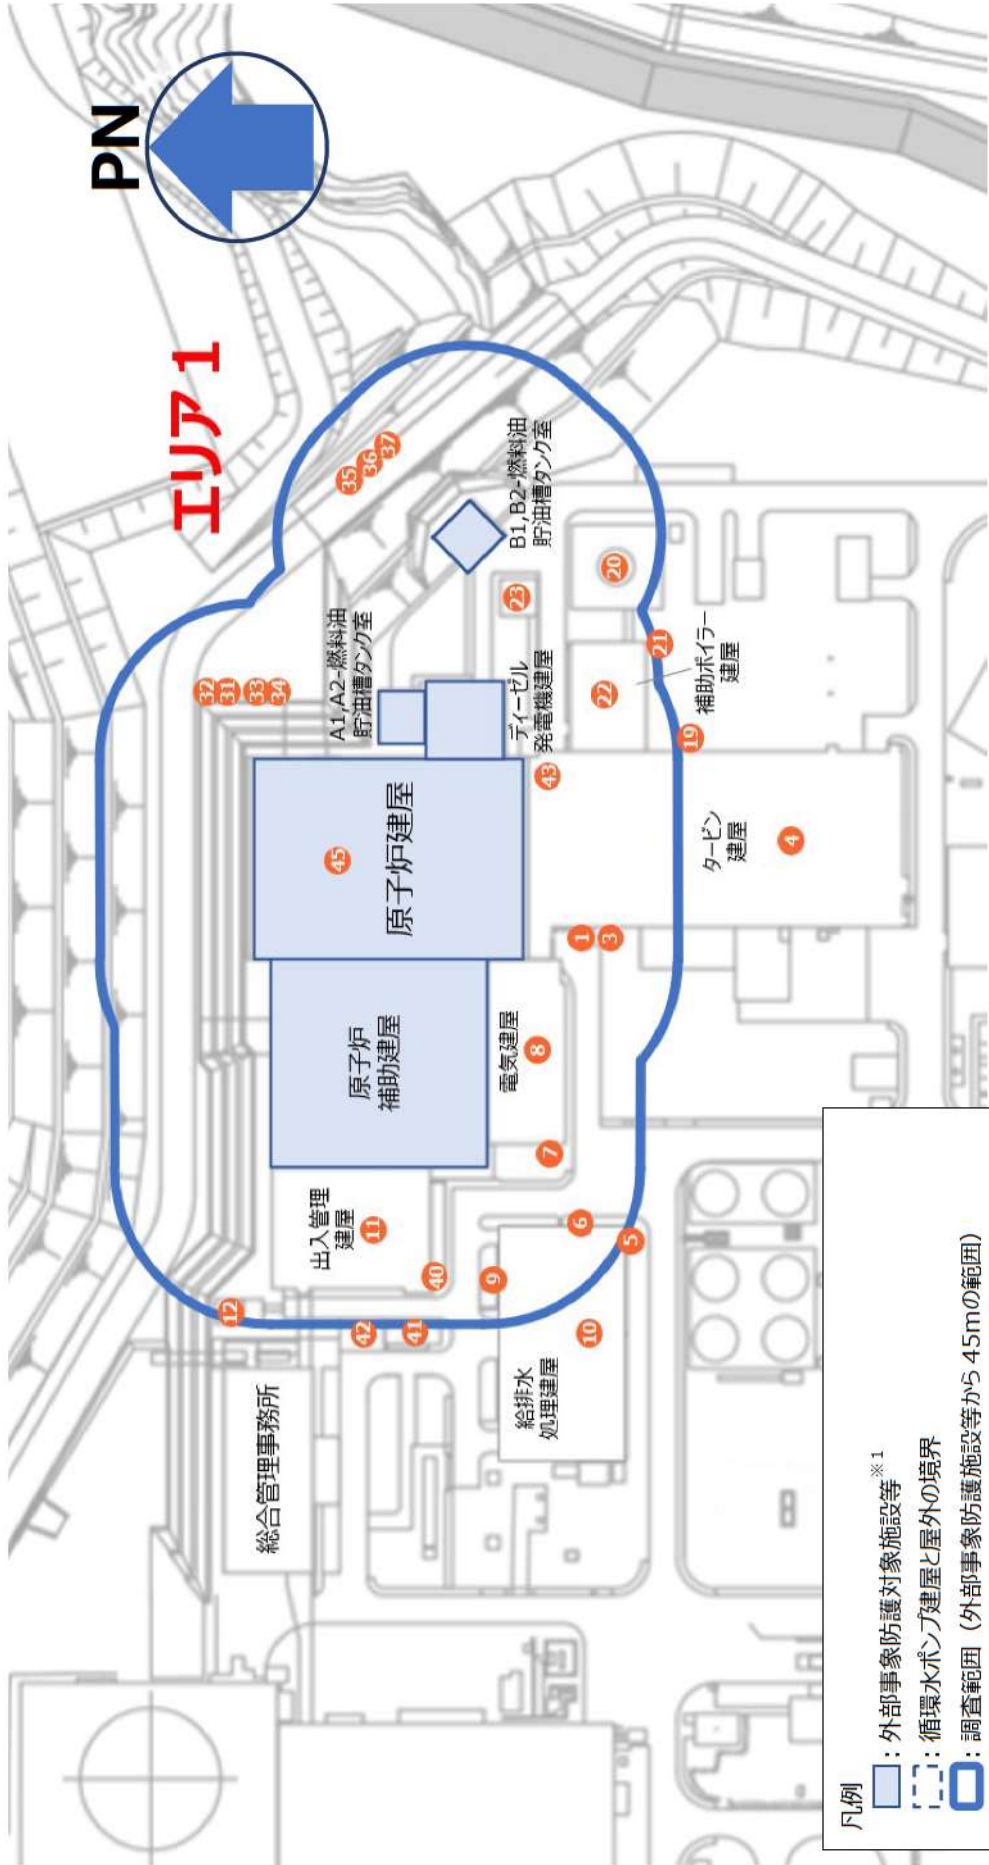 PN
エリア 1
35
36
37
32
31
33
34
A1,A2-燃料油
貯油槽タンク室
B1,B2-燃料油
貯油槽タンク室
23
20
21
22
19
ディーゼル
発電機建屋
補助ボイラー
建屋
43
45
原子炉建屋
タービン
建屋
4
1
3
原子炉
補助建屋
電気建屋
8
7
出入管理
建屋
11
40
6
5
9
10
12
42
41
給排水
処理建屋
総合管理事務所
凡例
：外部事象防護対象施設等※1
：循環水ポンプ建屋と屋外の境界
：調査範囲（外部事象防護施設等から 45mの範囲）